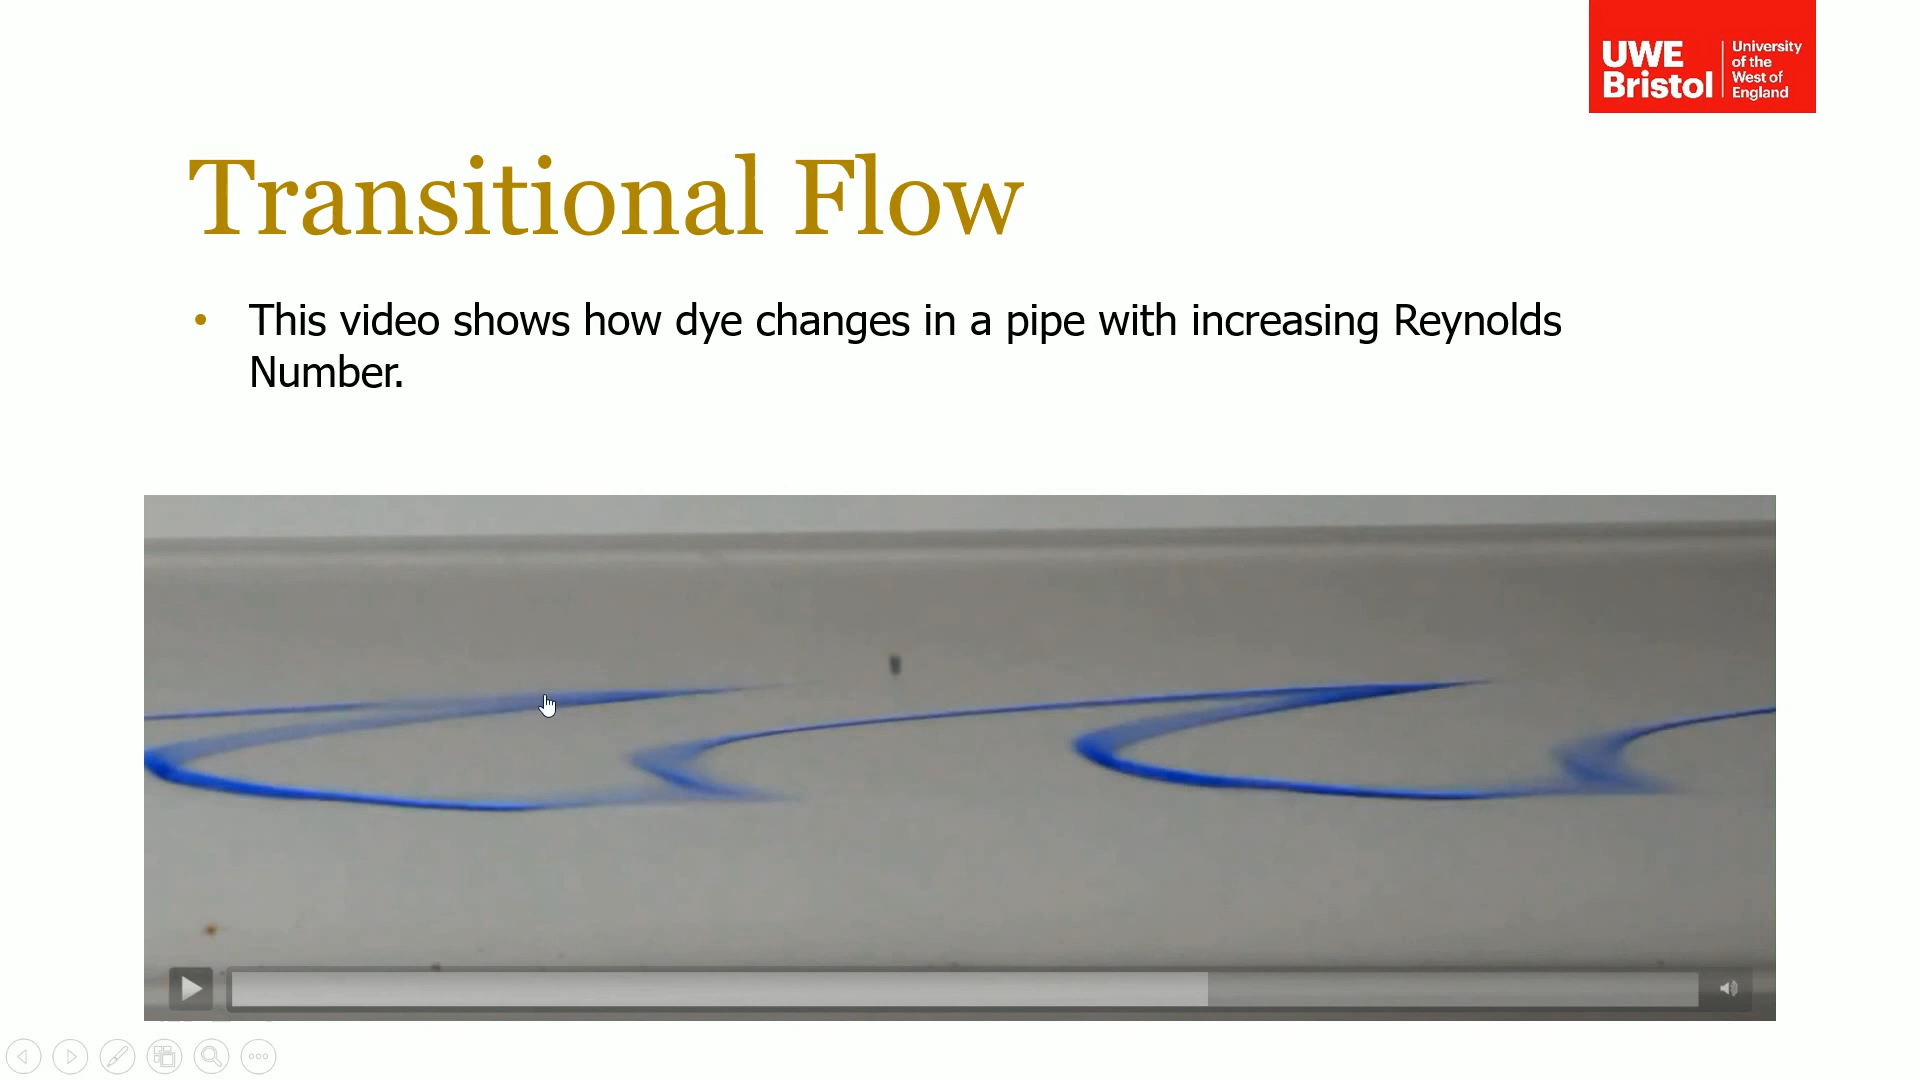 UWE Bristol
University of the West of England
Transitional Flow
• This video shows how dye changes in a pipe with increasing Reynolds
Number.